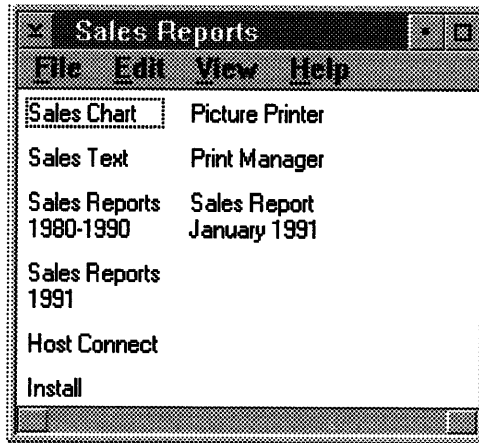 Sales Reports
File Edit View Help
Sales Chart Picture Printer
Sales Text Print Manager
Sales Reports Sales Report
1980-1990 January 1991
Sales Reports
1991
Host Connect
Install